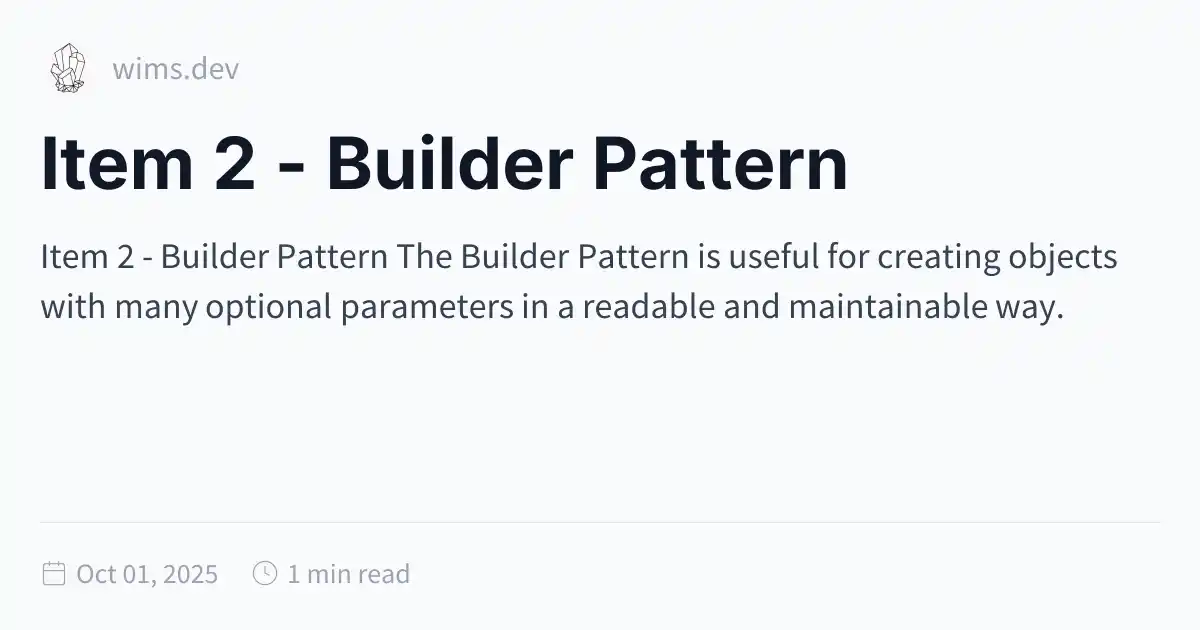 wims.dev
Item 2 - Builder Pattern
Item 2 - Builder Pattern The Builder Pattern is useful for creating objects
with many optional parameters in a readable and maintainable way.
Oct 01, 2025 1 min read